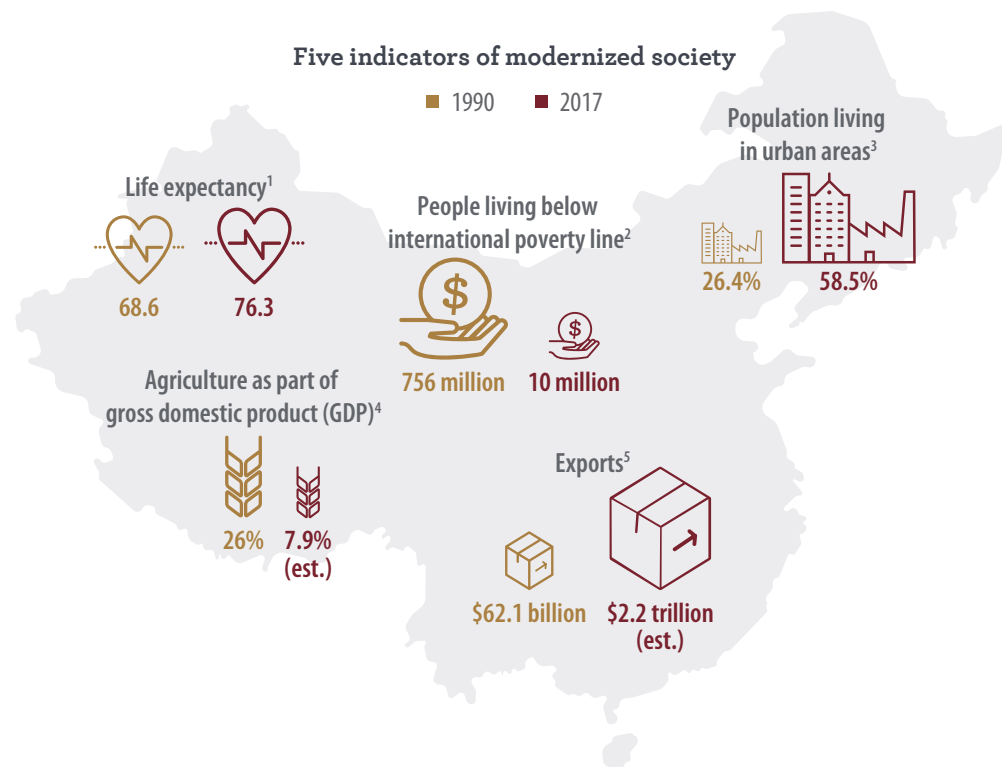 Five indicators of modernized society
1990 2017
Life expectancy¹
68.6 76.3
People living below
international poverty line²
$ $
756 million 10 million
Population living
in urban areas³
26.4% 58.5%
Agriculture as part of
gross domestic product (GDP)⁴
26% 7.9%
(est.)
Exports⁵
$62.1 billion $2.2 trillion
(est.)